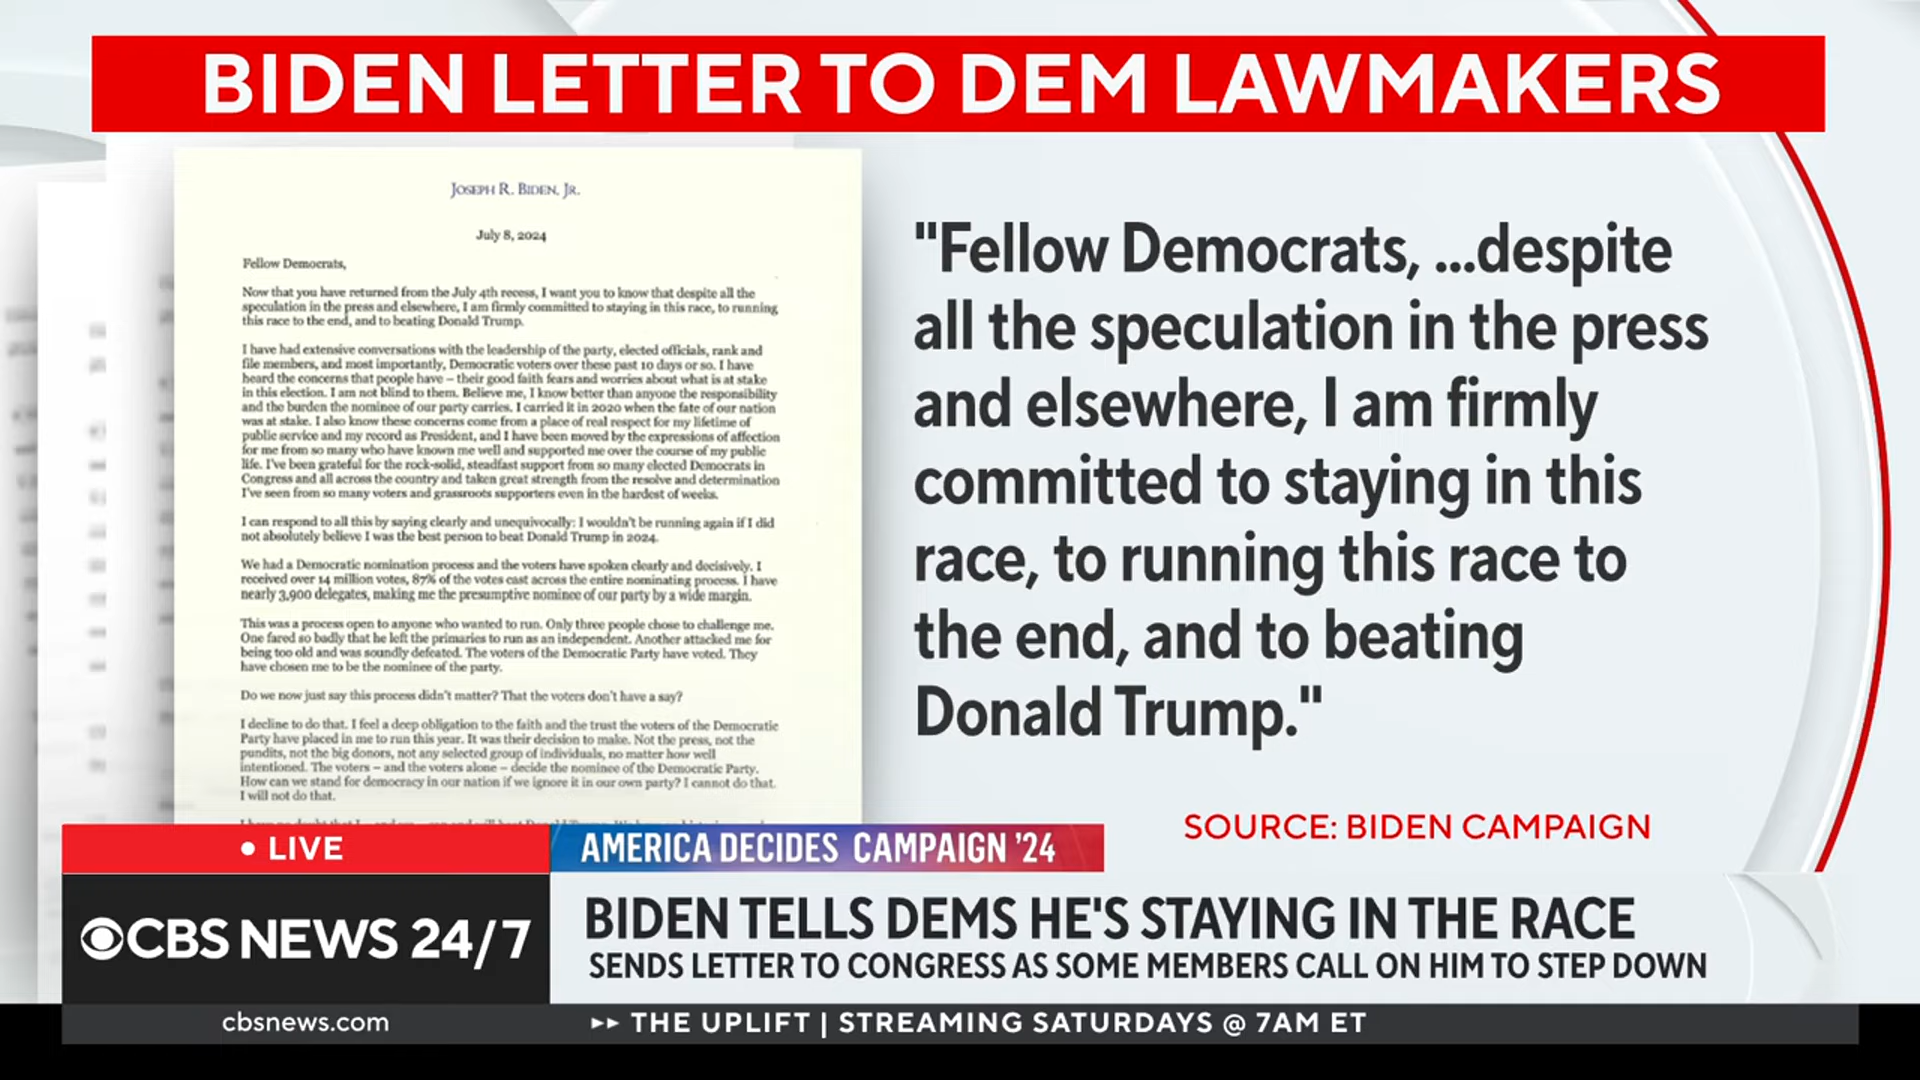 BIDEN LETTER TO DEM LAWMAKERS
JOSEPH R. BIDEN, JR.
July 8, 2024
Fellow Democrats,
Now that you have returned from the July 4th recess, I want you to know that despite all the
speculation in the press and elsewhere, I am firmly committed to staying in this race, to running
this race to the end, and to beating Donald Trump.
I have had extensive conversations with the leadership of the party, elected officials, rank and
file members, and most importantly, Democratic voters over these past 10 days or so. I have
heard the concerns that people have – their good faith fears and worries about what is at stake
in this election. I am not blind to them. Believe me, I know better than anyone the responsibility
and the burden the nominee of our party carries. I carried it in 2020 when the fate of our nation
was at stake. I also know these concerns come from a place of real respect for my lifetime of
public service and my record as President, and I have been moved by the expressions of affection
for me from so many who have known me well and supported me over the course of my public
life. I've been grateful for the rock-solid, steadfast support from so many elected Democrats in
Congress and all across the country and taken great strength from the resolve and determination
I've seen from so many voters and grassroots supporters even in the hardest of weeks.
I can respond to all this by saying clearly and unequivocally: I wouldn't be running again if I did
not absolutely believe I was the best person to beat Donald Trump in 2024.
We had a Democratic nomination process and the voters have spoken clearly and decisively. I
received over 14 million votes, 87% of the votes cast across the entire nominating process. I have
nearly 3,900 delegates, making me the presumptive nominee of our party by a wide margin.
This was a process open to anyone who wanted to run. Only three people chose to challenge me.
One fared so badly that he left the primaries to run as an independent. Another attacked me for
being too old and was soundly defeated. The voters of the Democratic Party have voted. They
have chosen me to be the nominee of the party.
Do we now just say this process didn't matter? That the voters don't have a say?
I decline to do that. I feel a deep obligation to the faith and the trust the voters of the Democratic
Party have placed in me to run this year. It was their decision to make. Not the press, not the
pundits, not the big donors, not any selected group of individuals, no matter how well
intentioned. The voters – and the voters alone – decide the nominee of the Democratic Party.
How can we stand for democracy in our nation if we ignore it in our own party? I cannot do that.
I will not do that.
"Fellow Democrats, ...despite
all the speculation in the press
and elsewhere, I am firmly
committed to staying in this
race, to running this race to
the end, and to beating
Donald Trump."
SOURCE: BIDEN CAMPAIGN
• LIVE
AMERICA DECIDES CAMPAIGN '24
CBS NEWS 24/7
BIDEN TELLS DEMS HE'S STAYING IN THE RACE
SENDS LETTER TO CONGRESS AS SOME MEMBERS CALL ON HIM TO STEP DOWN
cbsnews.com
THE UPLIFT | STREAMING SATURDAYS @ 7AM ET